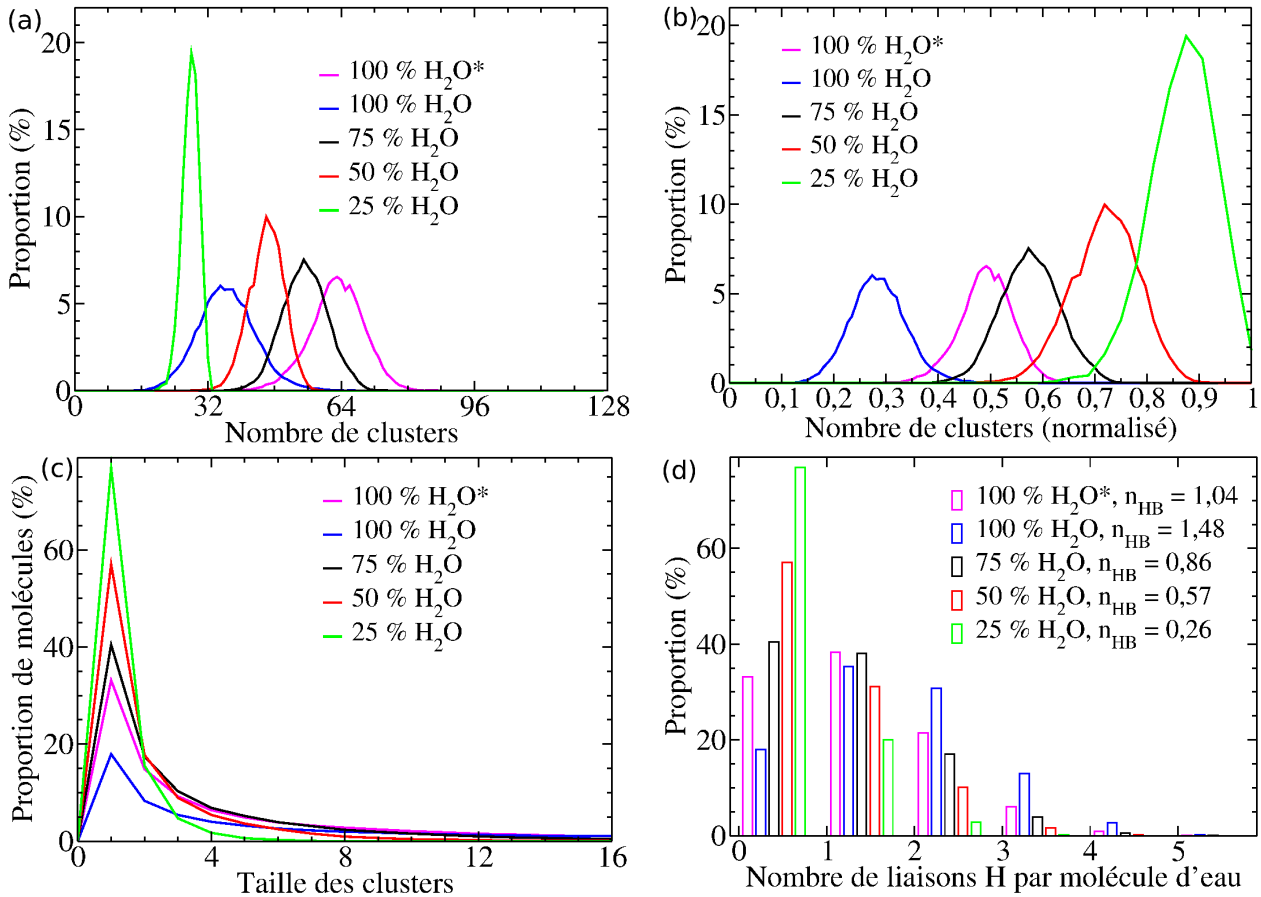 (a)
20
15
10
5
0
Proportion (%)
100 % H2O*
100 % H2O
75 % H2O
50 % H2O
25 % H2O
0 32 64 96 128
Nombre de clusters
(b)
20
15
10
5
0
Proportion (%)
100 % H2O*
100 % H2O
75 % H2O
50 % H2O
25 % H2O
0 0,1 0,2 0,3 0,4 0,5 0,6 0,7 0,8 0,9 1
Nombre de clusters (normalisé)
(c)
60
40
20
0
Proportion de molécules (%)
100 % H2O*
100 % H2O
75 % H2O
50 % H2O
25 % H2O
0 4 8 12 16
Taille des clusters
(d)
60
40
20
0
Proportion (%)
100 % H2O*, nHB = 1,04
100 % H2O, nHB = 1,48
75 % H2O, nHB = 0,86
50 % H2O, nHB = 0,57
25 % H2O, nHB = 0,26
0 1 2 3 4 5
Nombre de liaisons H par molécule d'eau